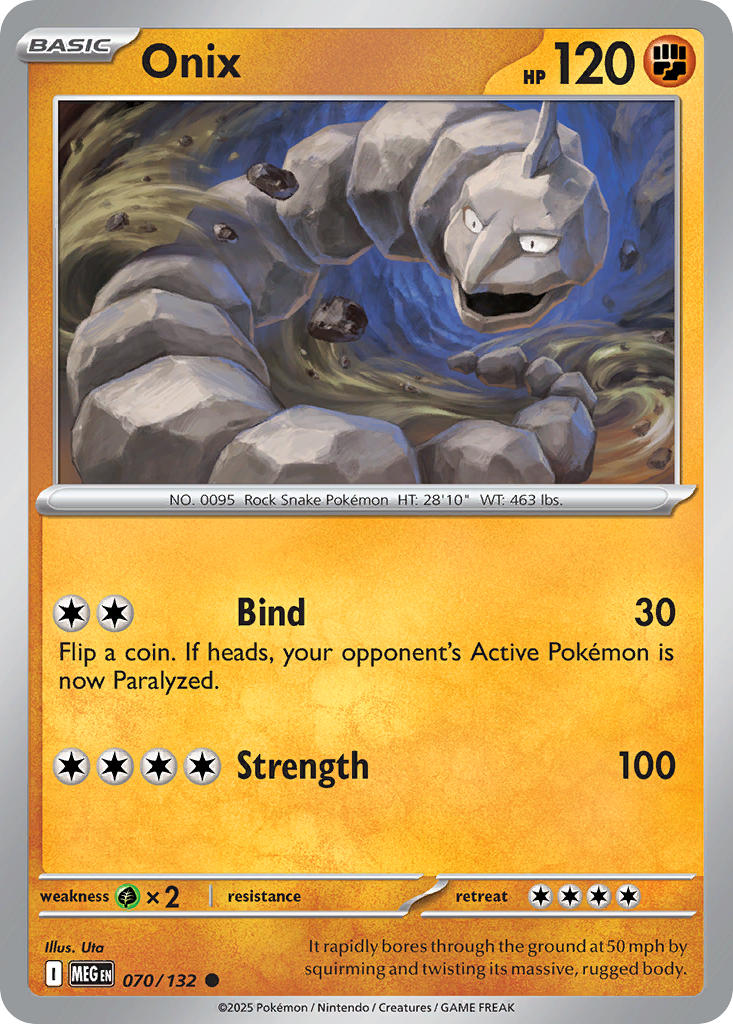 BASIC
Onix
HP 120
NO. 0095 Rock Snake Pokémon HT: 28'10" WT: 463 lbs.
Bind 30
Flip a coin. If heads, your opponent's Active Pokémon is
now Paralyzed.
Strength 100
weakness ×2 resistance retreat
Illus. Uta
It rapidly bores through the ground at 50 mph by
squirming and twisting its massive, rugged body.
I MEG EN 070/132
©2025 Pokémon / Nintendo / Creatures / GAME FREAK